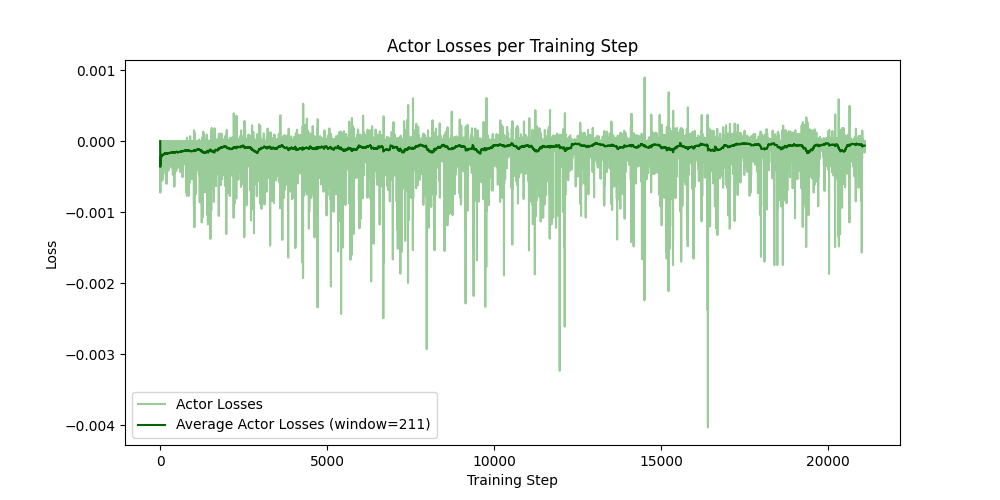 Actor Losses per Training Step
0.001
0.000
−0.001
−0.002
−0.003
−0.004
Loss
Actor Losses
Average Actor Losses (window=211)
0
5000
10000
15000
20000
Training Step